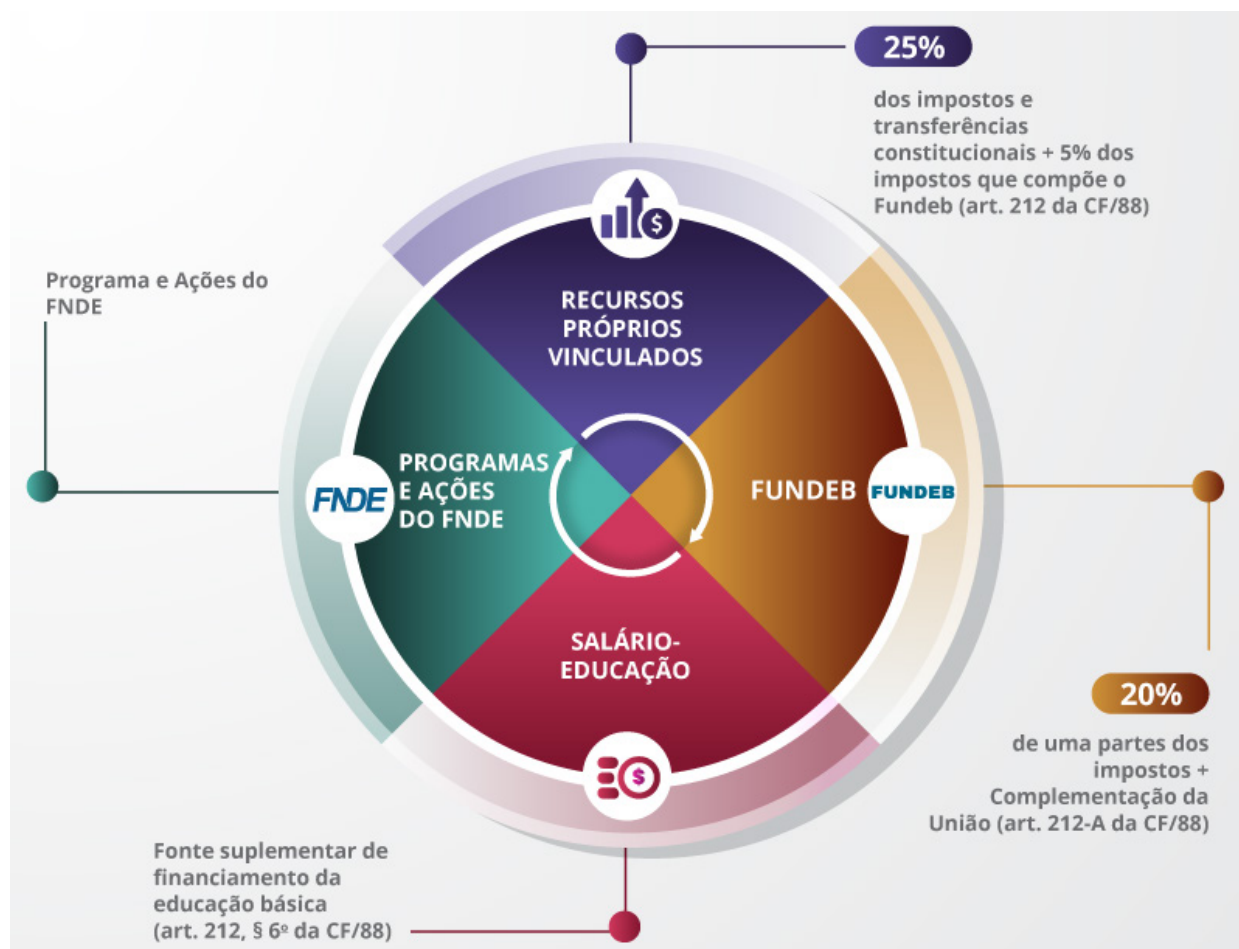 25%
dos impostos e
transferências
constitucionais + 5% dos
impostos que compõe o
Fundeb (art. 212 da CF/88)
Programa e Ações do
FNDE
RECURSOS
PRÓPRIOS
VINCULADOS
FNDE
PROGRAMAS
E AÇÕES
DO FNDE
FUNDEB
FUNDEB
SALÁRIO-
EDUCAÇÃO
20%
de uma partes dos
impostos +
Complementação da
União (art. 212-A da CF/88)
Fonte suplementar de
financiamento da
educação básica
(art. 212, § 6º da CF/88)